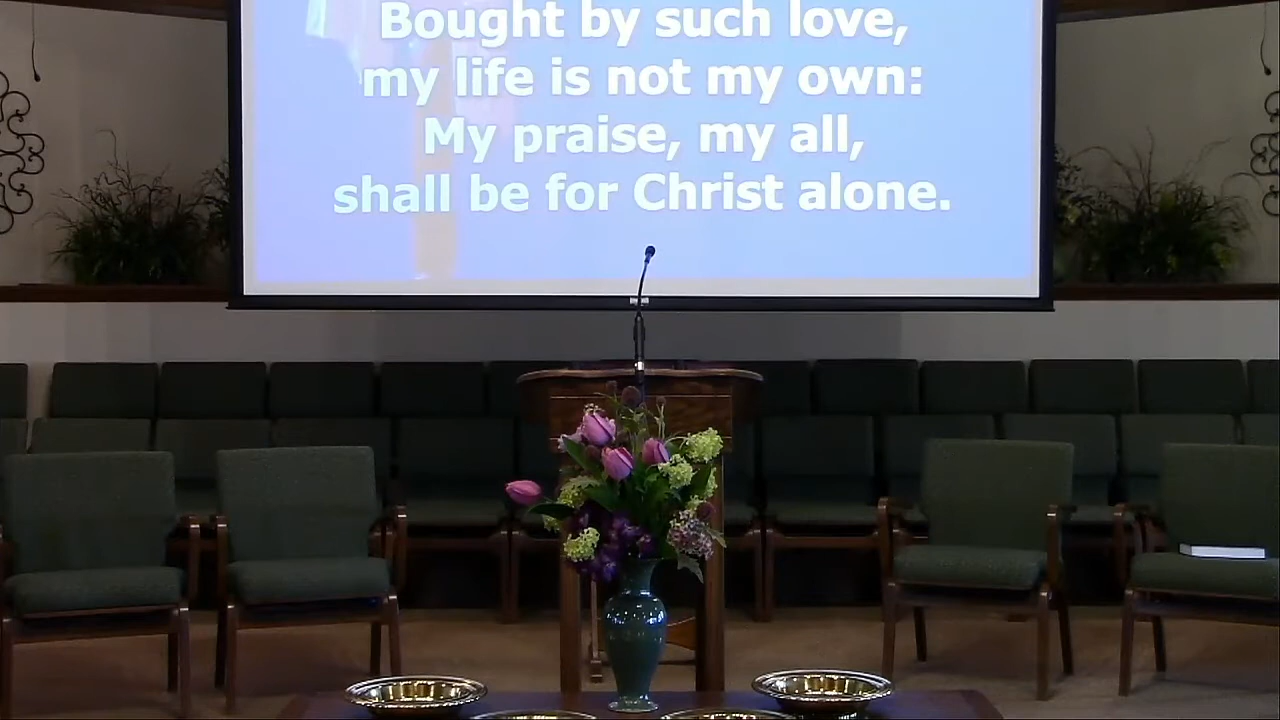 Bought by such love,
my life is not my own:
My praise, my all,
shall be for Christ alone.